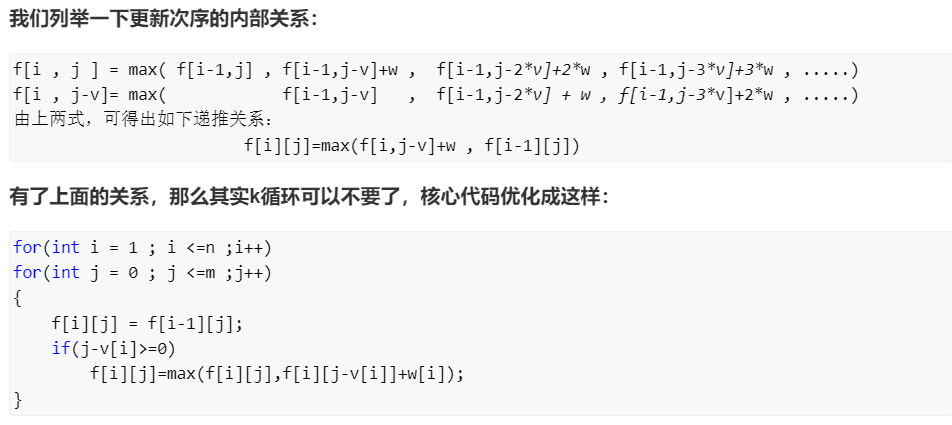 我们列举一下更新次序的内部关系：
f[i , j ] = max( f[i-1,j] , f[i-1,j-v]+w ,  f[i-1,j-2*v]+2*w , f[i-1,j-3*v]+3*w , .....)
f[i , j-v]= max(            f[i-1,j-v]   ,  f[i-1,j-2*v] + w , f[i-1,j-3*v]+2*w , .....)
由上两式，可得出如下递推关系：
f[i][j]=max(f[i,j-v]+w , f[i-1][j])
有了上面的关系，那么其实k循环可以不要了，核心代码优化成这样：
for(int i = 1 ; i <=n ;i++)
for(int j = 0 ; j <=m ;j++)
{
    f[i][j] = f[i-1][j];
    if(j-v[i]>=0)
        f[i][j]=max(f[i][j],f[i][j-v[i]]+w[i]);
}